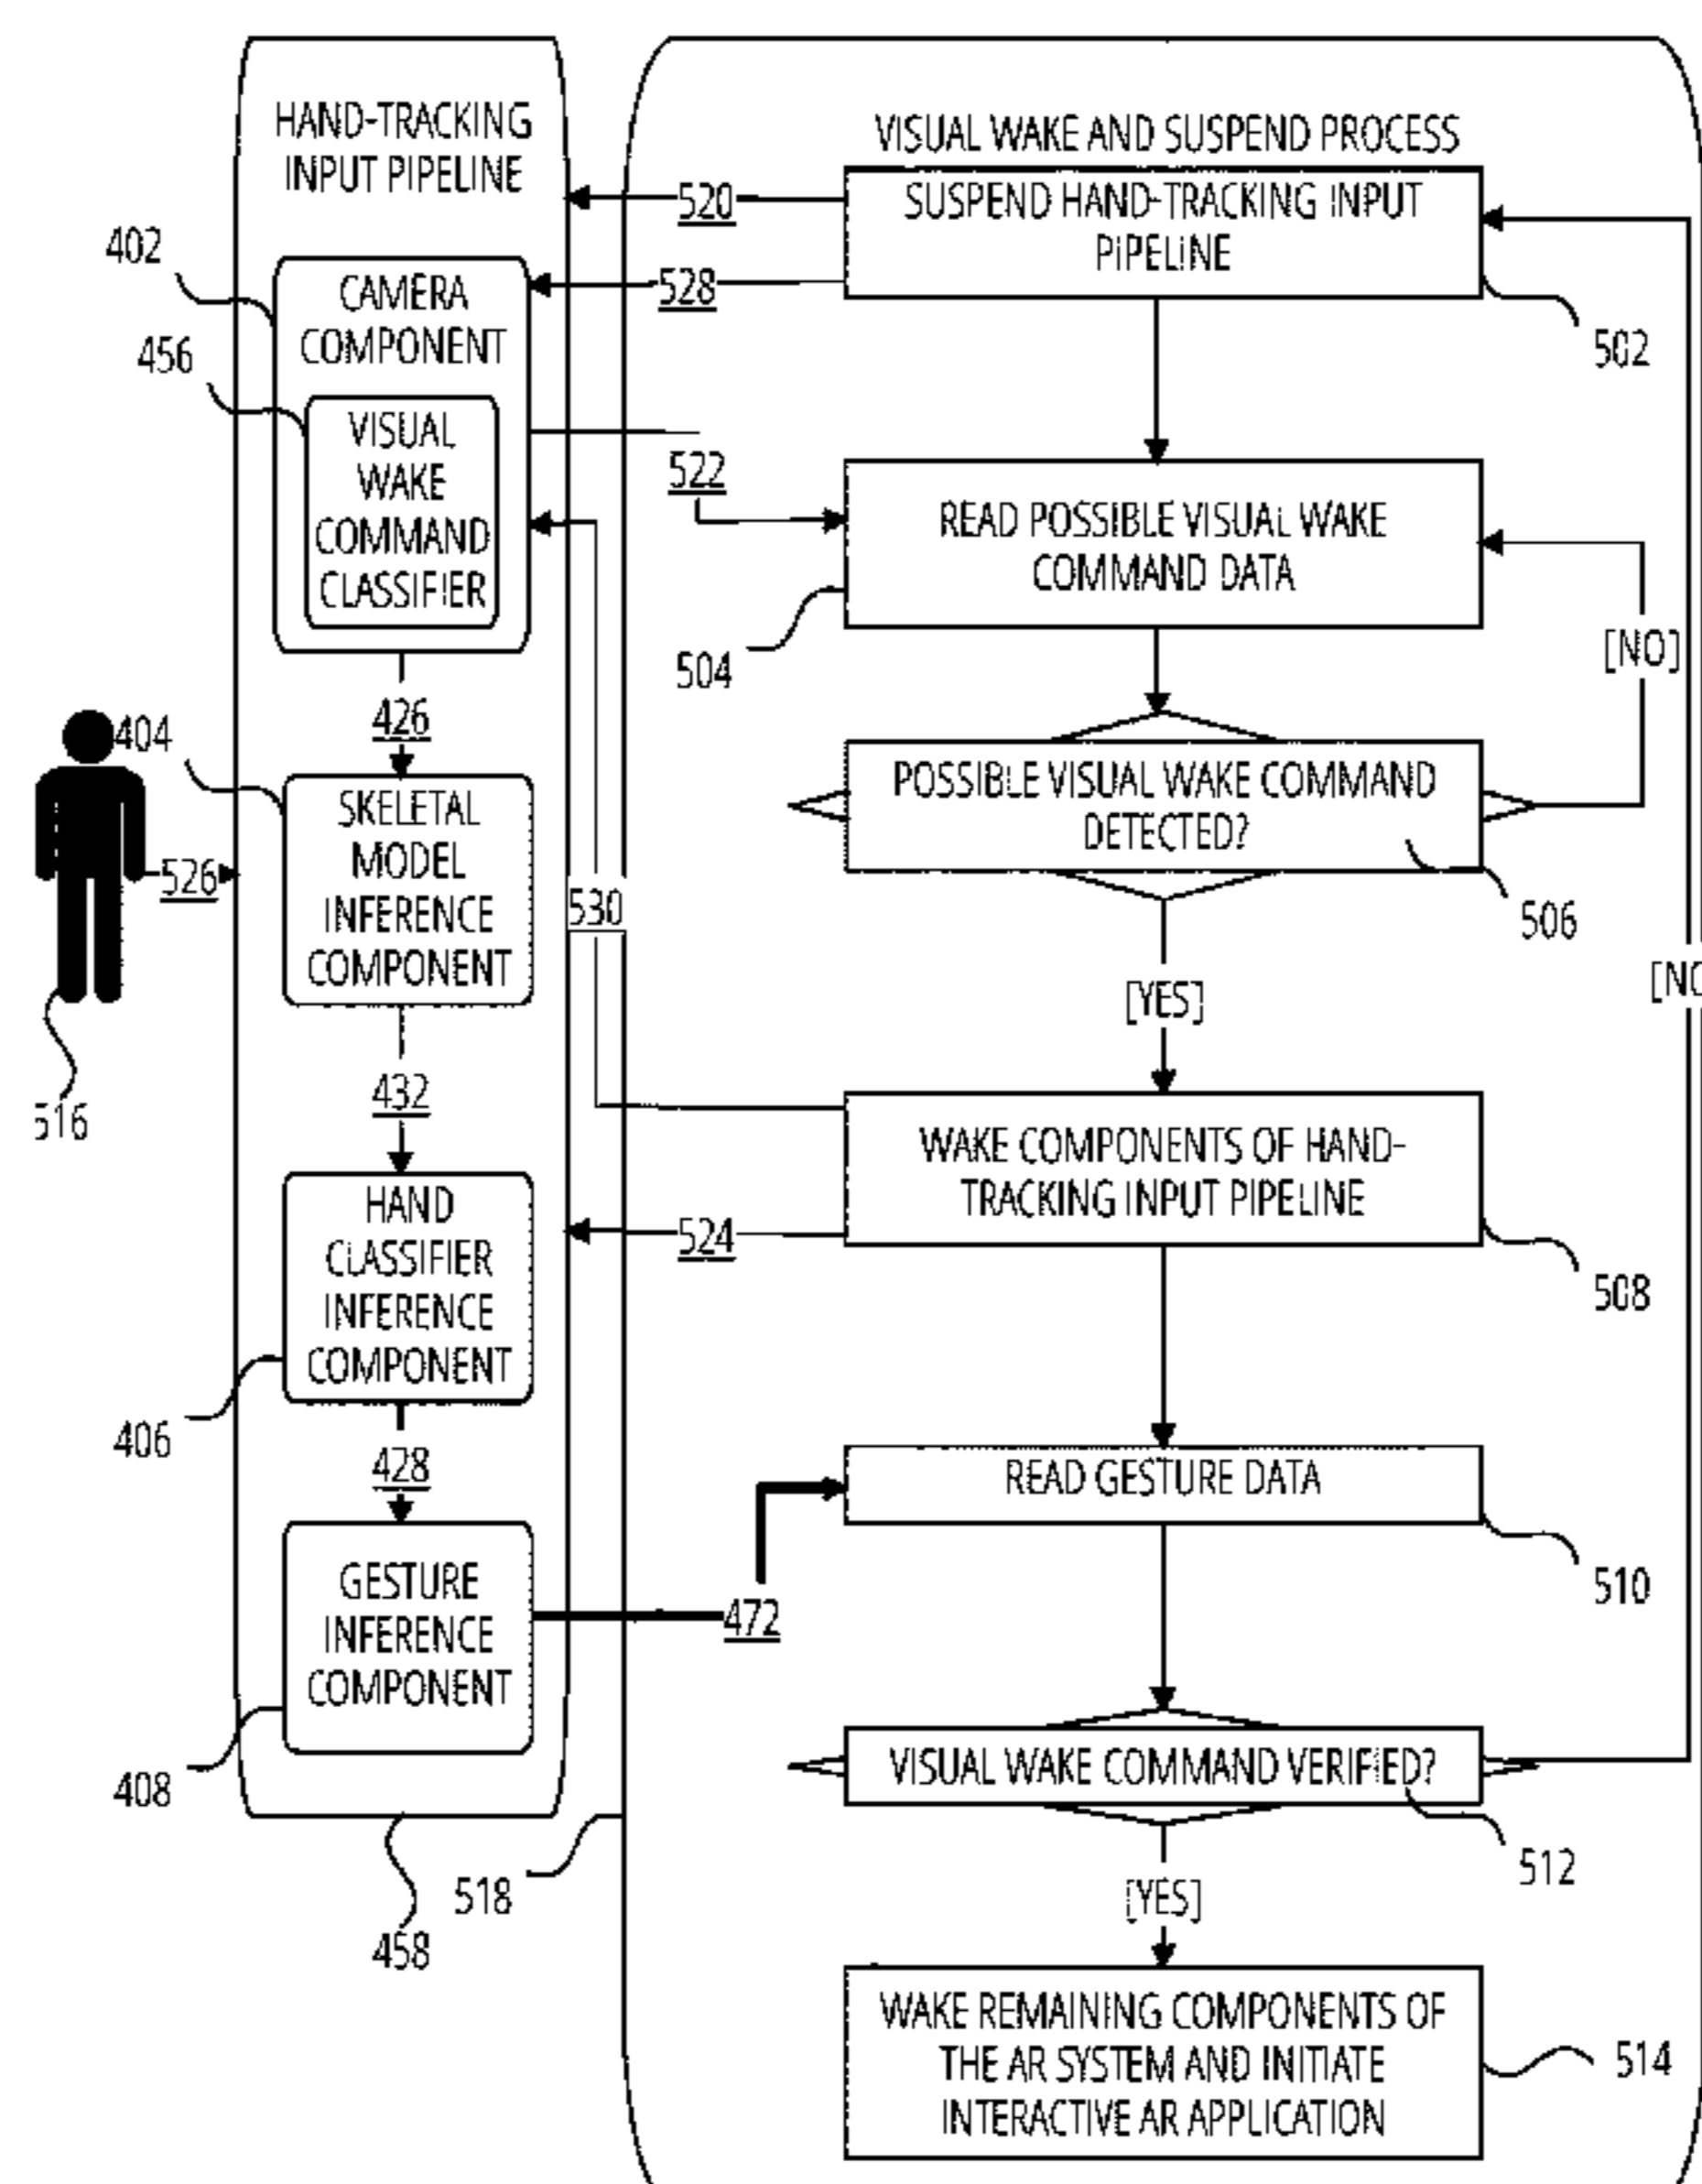 HAND-TRACKING
INPUT PIPELINE
402
CAMERA
COMPONENT
456
VISUAL
WAKE
COMMAND
CLASSIFIER
426
404
SKELETAL
MODEL
INFERENCE
COMPONENT
526
516
432
HAND
CLASSIFIER
INFERENCE
COMPONENT
406
428
GESTURE
INFERENCE
COMPONENT
408
458
518
520
528
522
530
524
472
VISUAL WAKE AND SUSPEND PROCESS
SUSPEND HAND-TRACKING INPUT
PIPELINE
502
READ POSSIBLE VISUAL WAKE
COMMAND DATA
504
[NO]
POSSIBLE VISUAL WAKE COMMAND
DETECTED?
506
[YES]
WAKE COMPONENTS OF HAND-
TRACKING INPUT PIPELINE
508
READ GESTURE DATA
510
VISUAL WAKE COMMAND VERIFIED?
512
[YES]
WAKE REMAINING COMPONENTS OF
THE AR SYSTEM AND INITIATE
INTERACTIVE AR APPLICATION
514